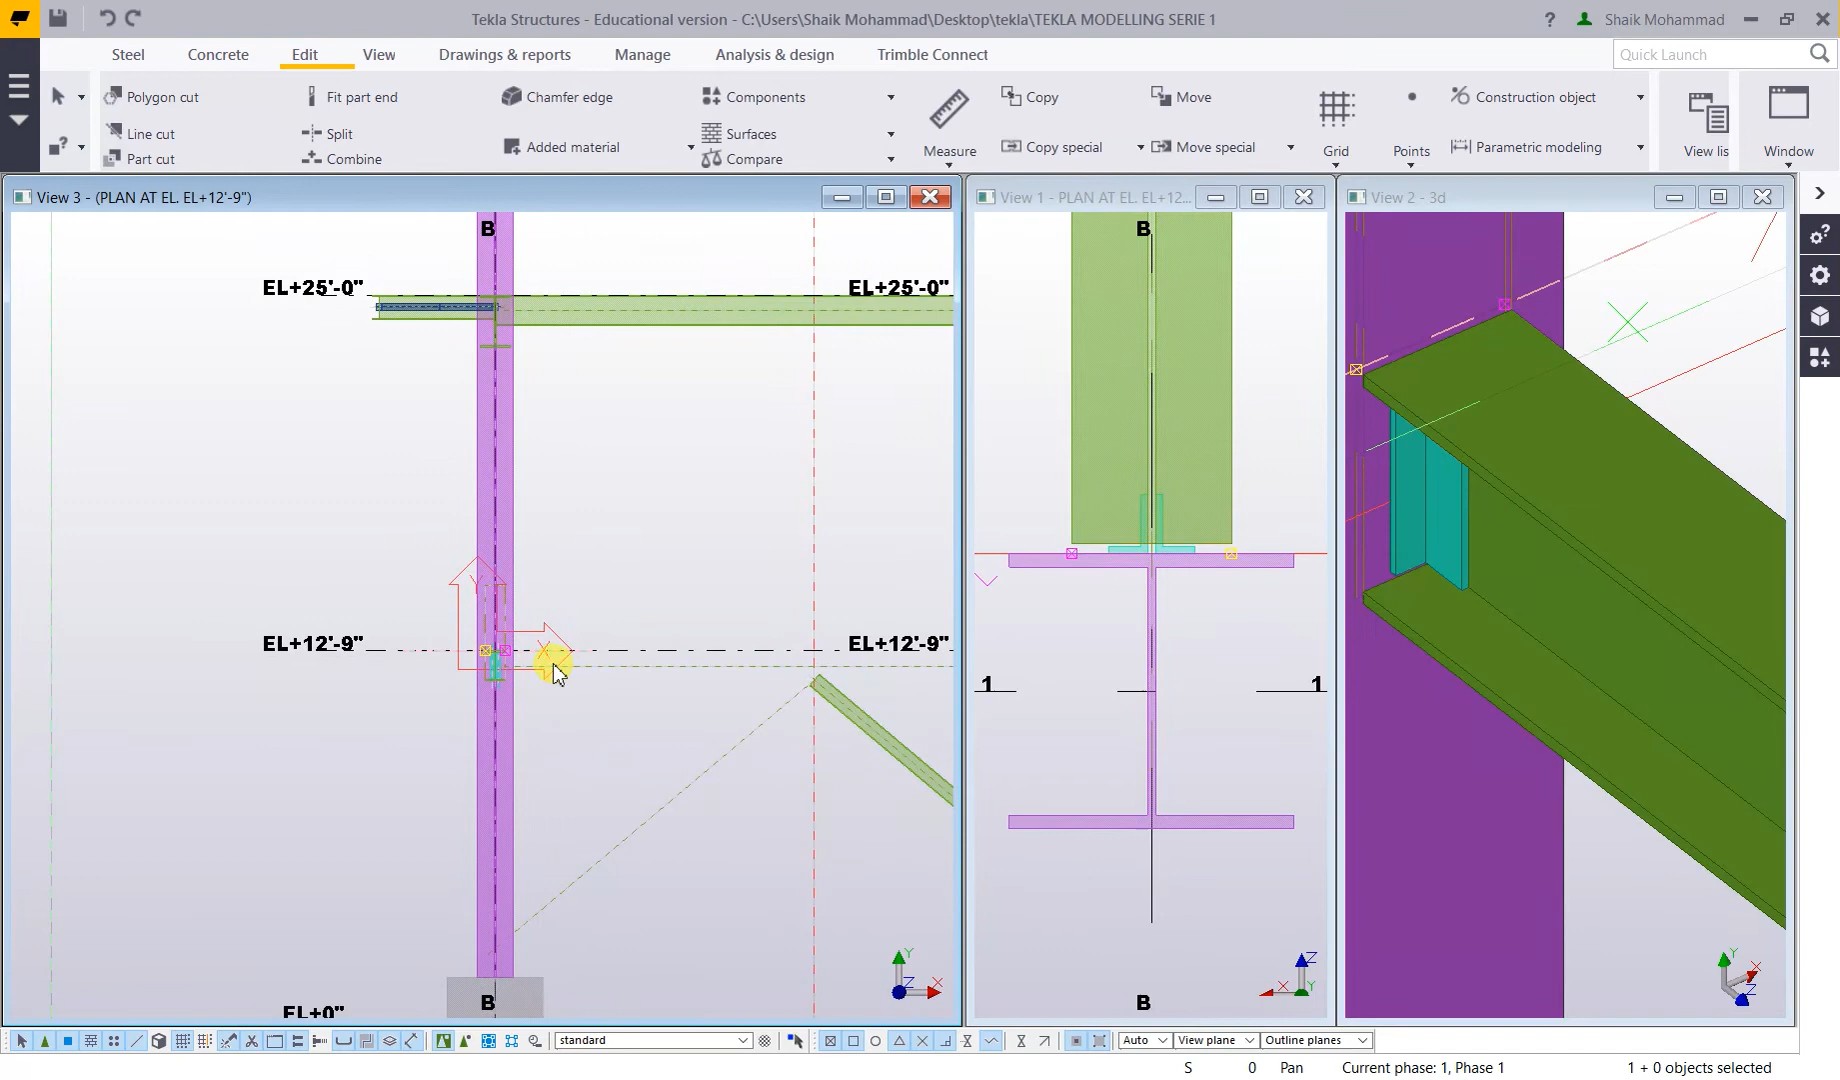 Tekla Structures - Educational version - C:\Users\Shaik Mohammad\Desktop\tekla\TEKLA MODELLING SERIE 1
? Shaik Mohammad
Steel Concrete Edit View Drawings & reports Manage Analysis & design Trimble Connect Quick Launch
Polygon cut Fit part end Chamfer edge Components Copy Move Construction object
Line cut Split Surfaces
Added material Measure Copy special Move special Grid Points Parametric modeling View lis Window
Part cut Combine Compare
View 3 - (PLAN AT EL. EL+12'-9") View 1 - PLAN AT EL. EL+12... View 2 - 3d
B B
EL+25'-0" EL+25'-0"
Y
EL+12'-9" X EL+12'-9"
1 1
Y X Z
X Z Y
Y X Z
B B
EL+0"
standard Auto View plane Outline planes
S 0 Pan Current phase: 1, Phase 1 1 + 0 objects selected